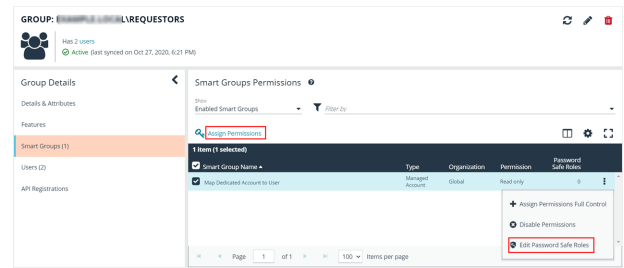 GROUP: L\REQUESTORS
Has 2 users
Active (last synced on Oct 27, 2020, 6:21 PM)
Group Details
Details & Attributes
Features
Smart Groups (1)
Users (2)
API Registrations
Smart Groups Permissions
Show
Enabled Smart Groups
Filter by
Assign Permissions
1 item (1 selected)
Smart Group Name Type Organization Permission Password Safe Roles
Map Dedicated Account to User Managed Account Global Read only 0
Assign Permissions Full Control
Disable Permissions
Edit Password Safe Roles
Page 1 of 1 100 Items per page